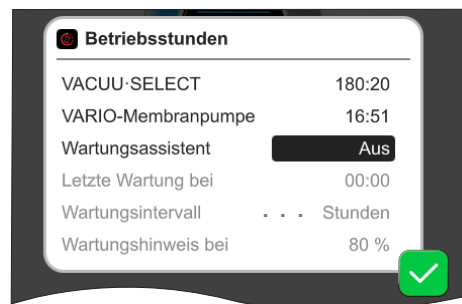 Betriebsstunden
VACUU·SELECT 180:20
VARIO-Membranpumpe 16:51
Wartungsassistent Aus
Letzte Wartung bei 00:00
Wartungsintervall . . . Stunden
Wartungshinweis bei 80 %